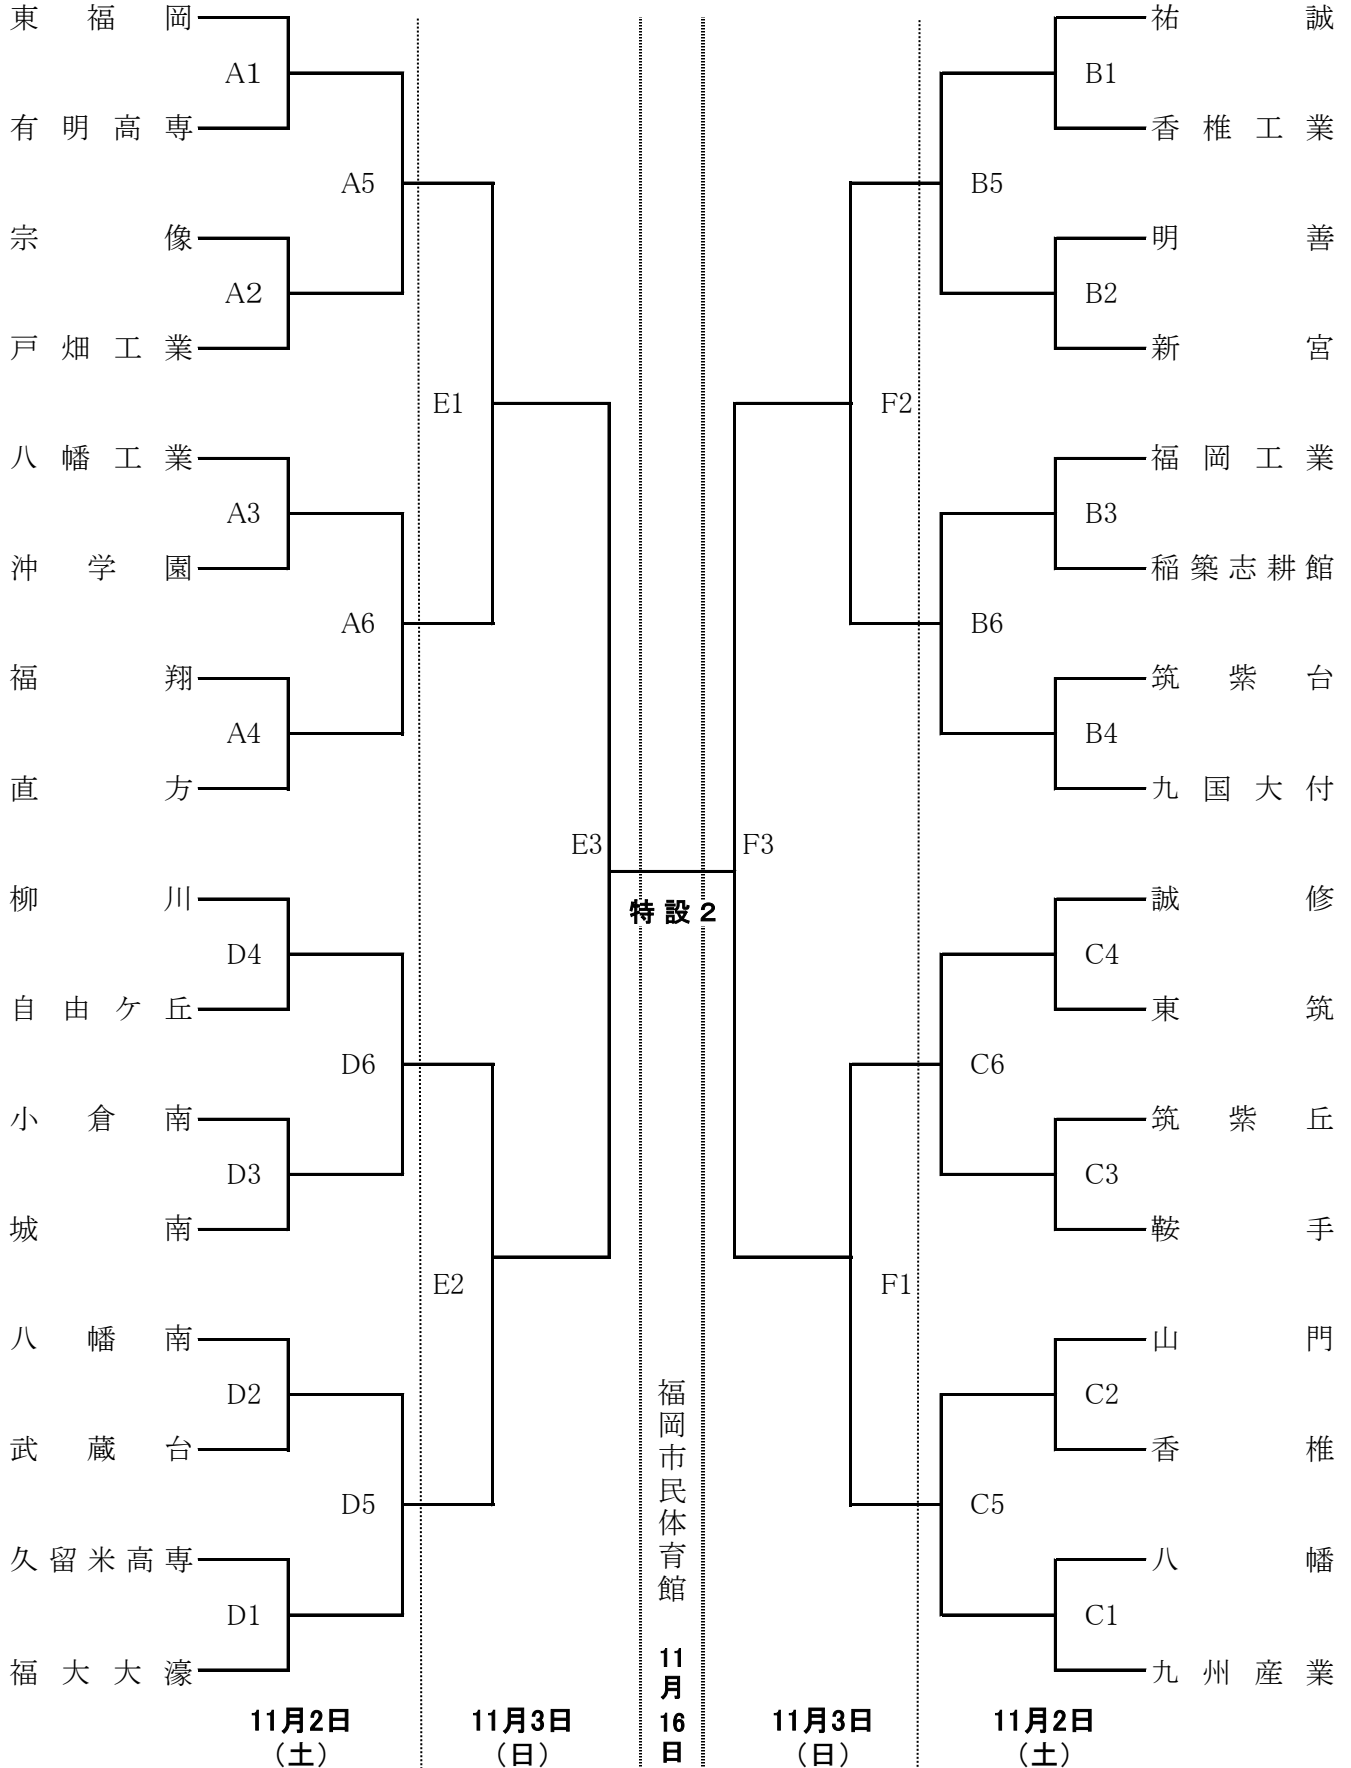 東福岡
A1
有明高専
A5
宗像
A2
戸畑工業
E1
八幡工業
A3
沖学園
A6
福翔
A4
直方
E3
柳川
D4
自由ケ丘
D6
小倉南
D3
城南
E2
八幡南
D2
武蔵台
D5
久留米高専
D1
福大大濠
特設2
福岡市民体育館 11月16日
祐誠
B1
香椎工業
B5
明善
B2
新宮
F2
福岡工業
B3
稲築志耕館
B6
筑紫台
B4
九国大付
F3
誠修
C4
東筑
C6
筑紫丘
C3
鞍手
F1
山門
C2
香椎
C5
八幡
C1
九州産業
11月2日
(土)
11月3日
(日)
11月3日
(日)
11月2日
(土)